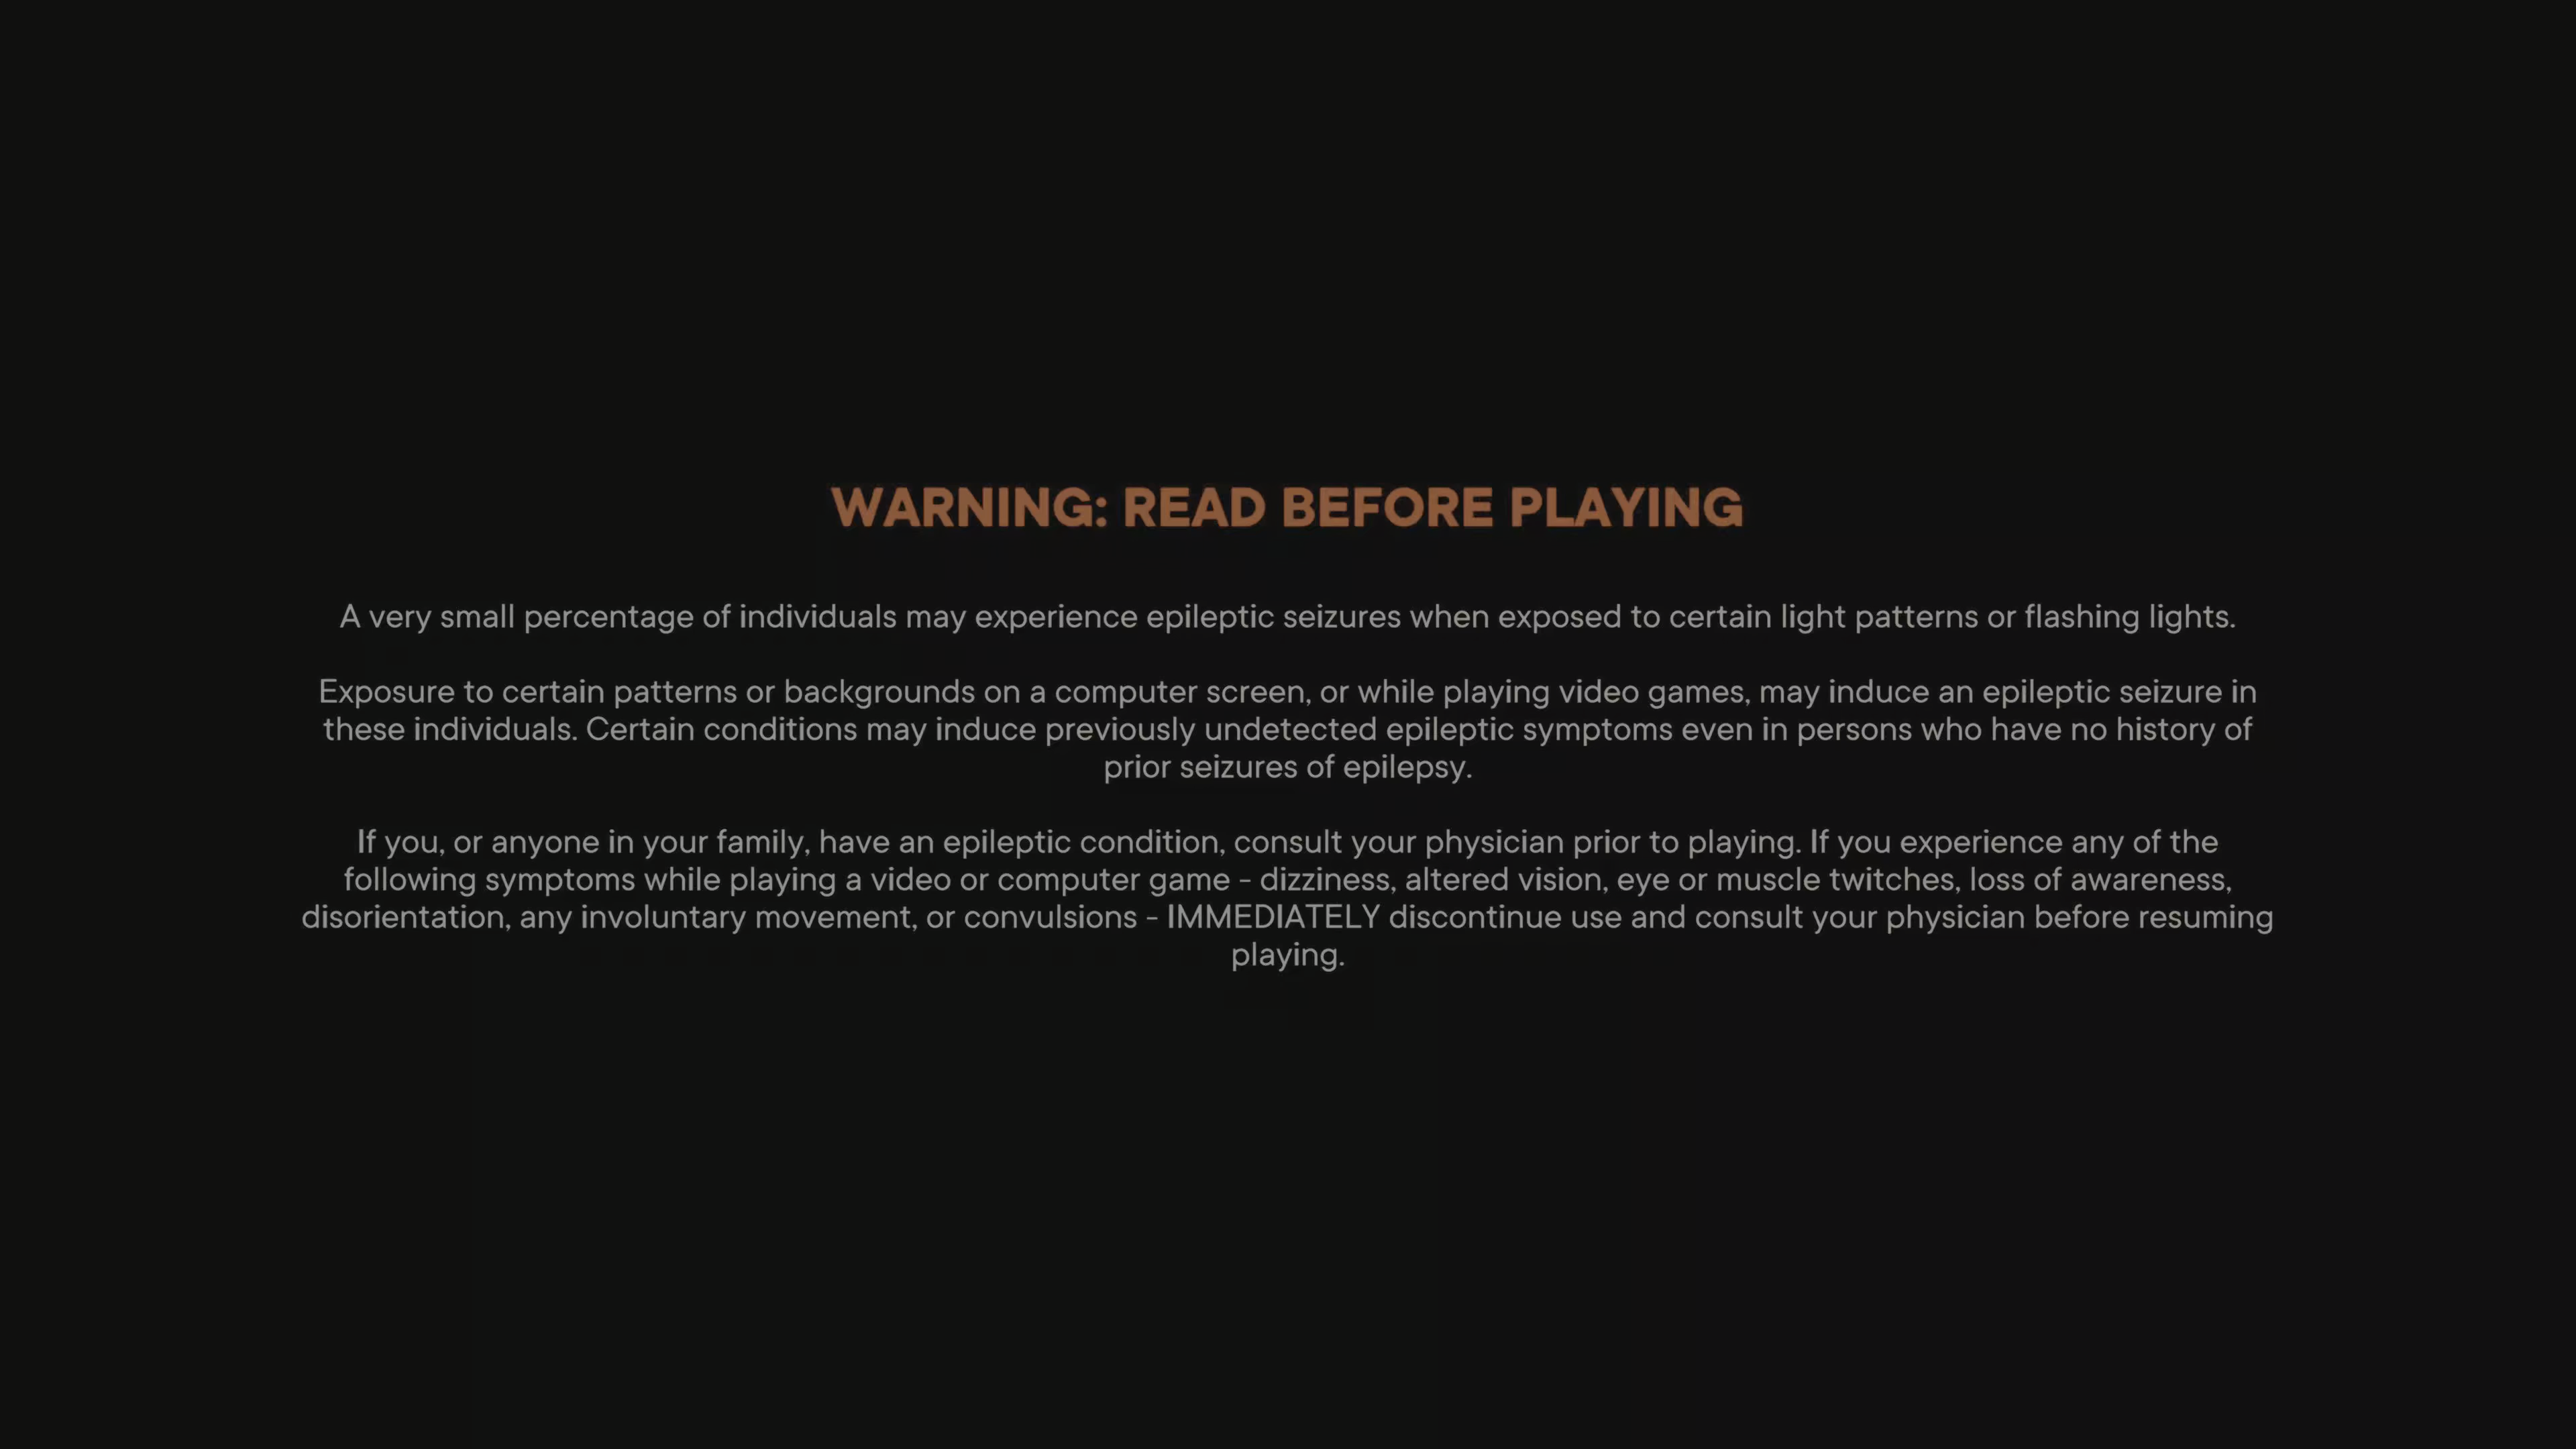 WARNING: READ BEFORE PLAYING
A very small percentage of individuals may experience epileptic seizures when exposed to certain light patterns or flashing lights.
Exposure to certain patterns or backgrounds on a computer screen, or while playing video games, may induce an epileptic seizure in
these individuals. Certain conditions may induce previously undetected epileptic symptoms even in persons who have no history of
prior seizures of epilepsy.
If you, or anyone in your family, have an epileptic condition, consult your physician prior to playing. If you experience any of the
following symptoms while playing a video or computer game - dizziness, altered vision, eye or muscle twitches, loss of awareness,
disorientation, any involuntary movement, or convulsions - IMMEDIATELY discontinue use and consult your physician before resuming
playing.